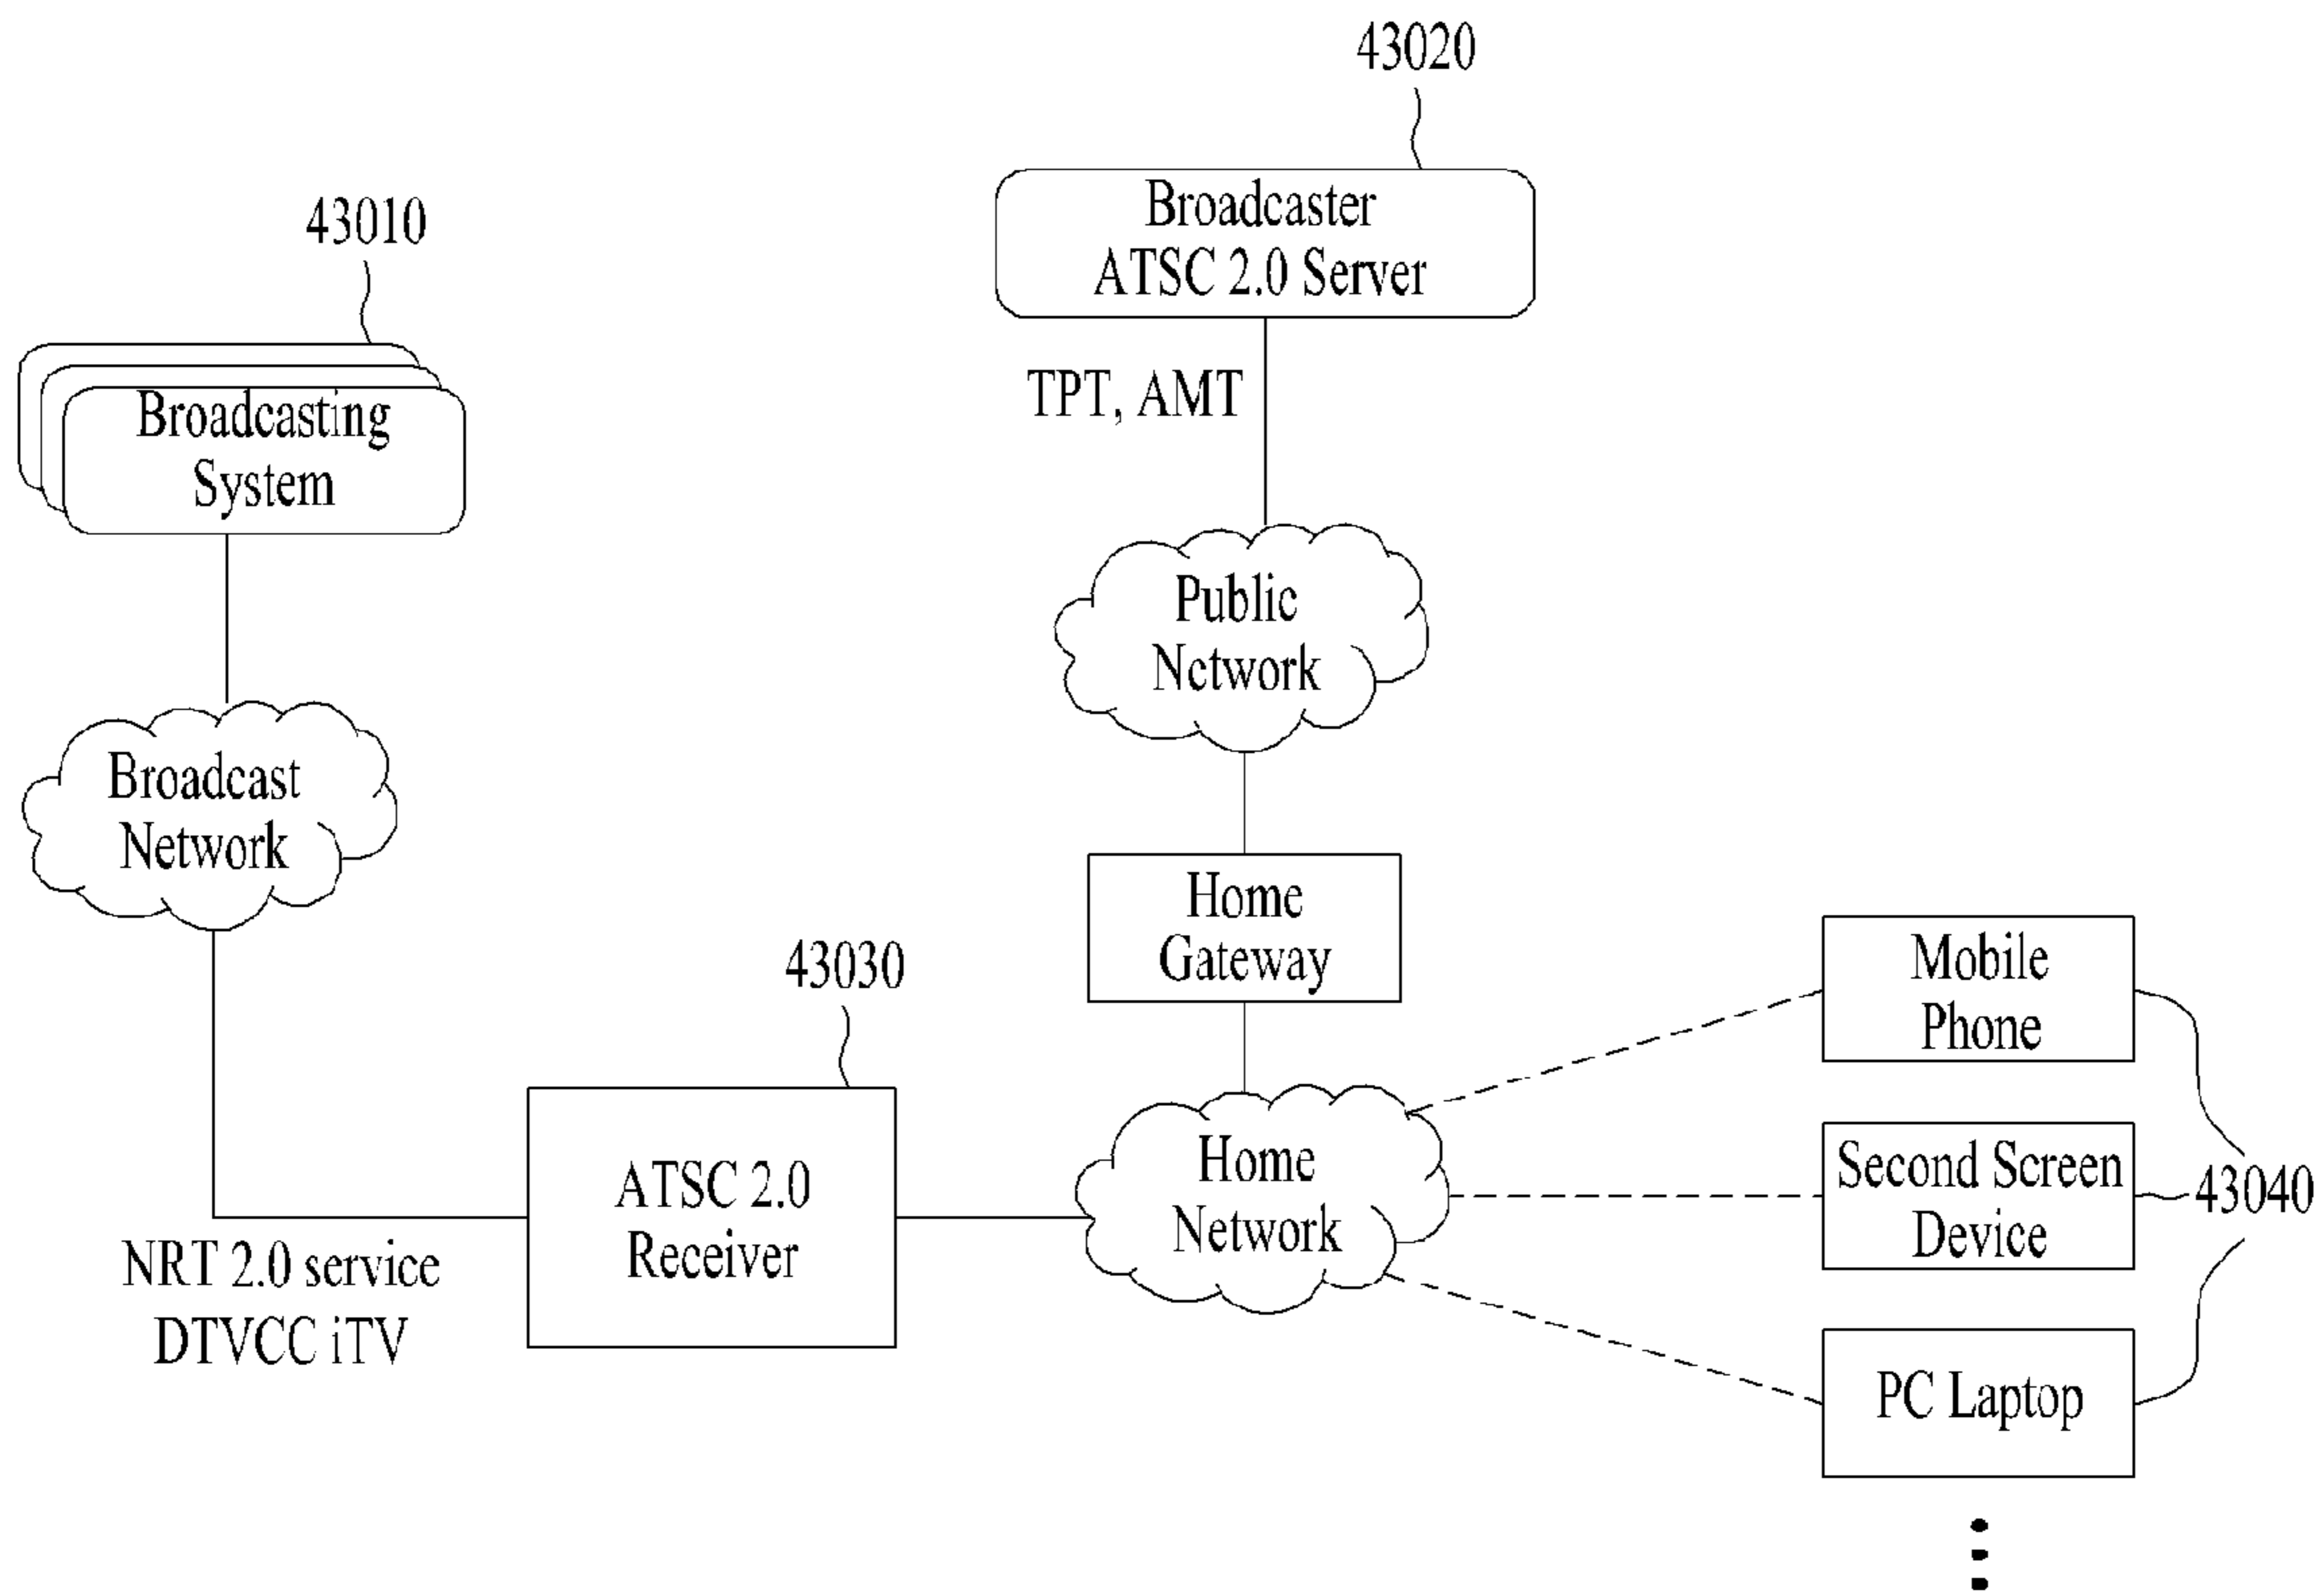 43020
Broadcaster
ATSC 2.0 Server
43010
Broadcasting
System
TPT, AMT
Public
Network
Broadcast
Network
Home
Gateway
43030
Mobile
Phone
ATSC 2.0
Receiver
Home
Network
Second Screen
Device
43040
NRT 2.0 service
DTVCC iTV
PC Laptop